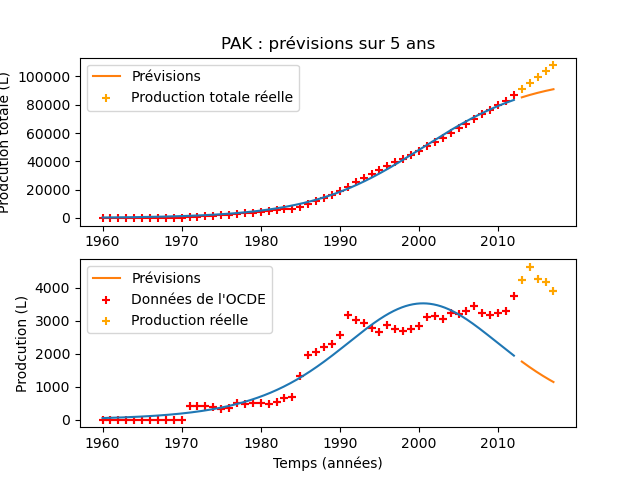 PAK : prévisions sur 5 ans
Prodcution totale (L)
100000
80000
60000
40000
20000
0
Prévisions
Production totale réelle
1960 1970 1980 1990 2000 2010
Prodcution (L)
4000
3000
2000
1000
0
Prévisions
Données de l'OCDE
Production réelle
1960 1970 1980 1990 2000 2010
Temps (années)